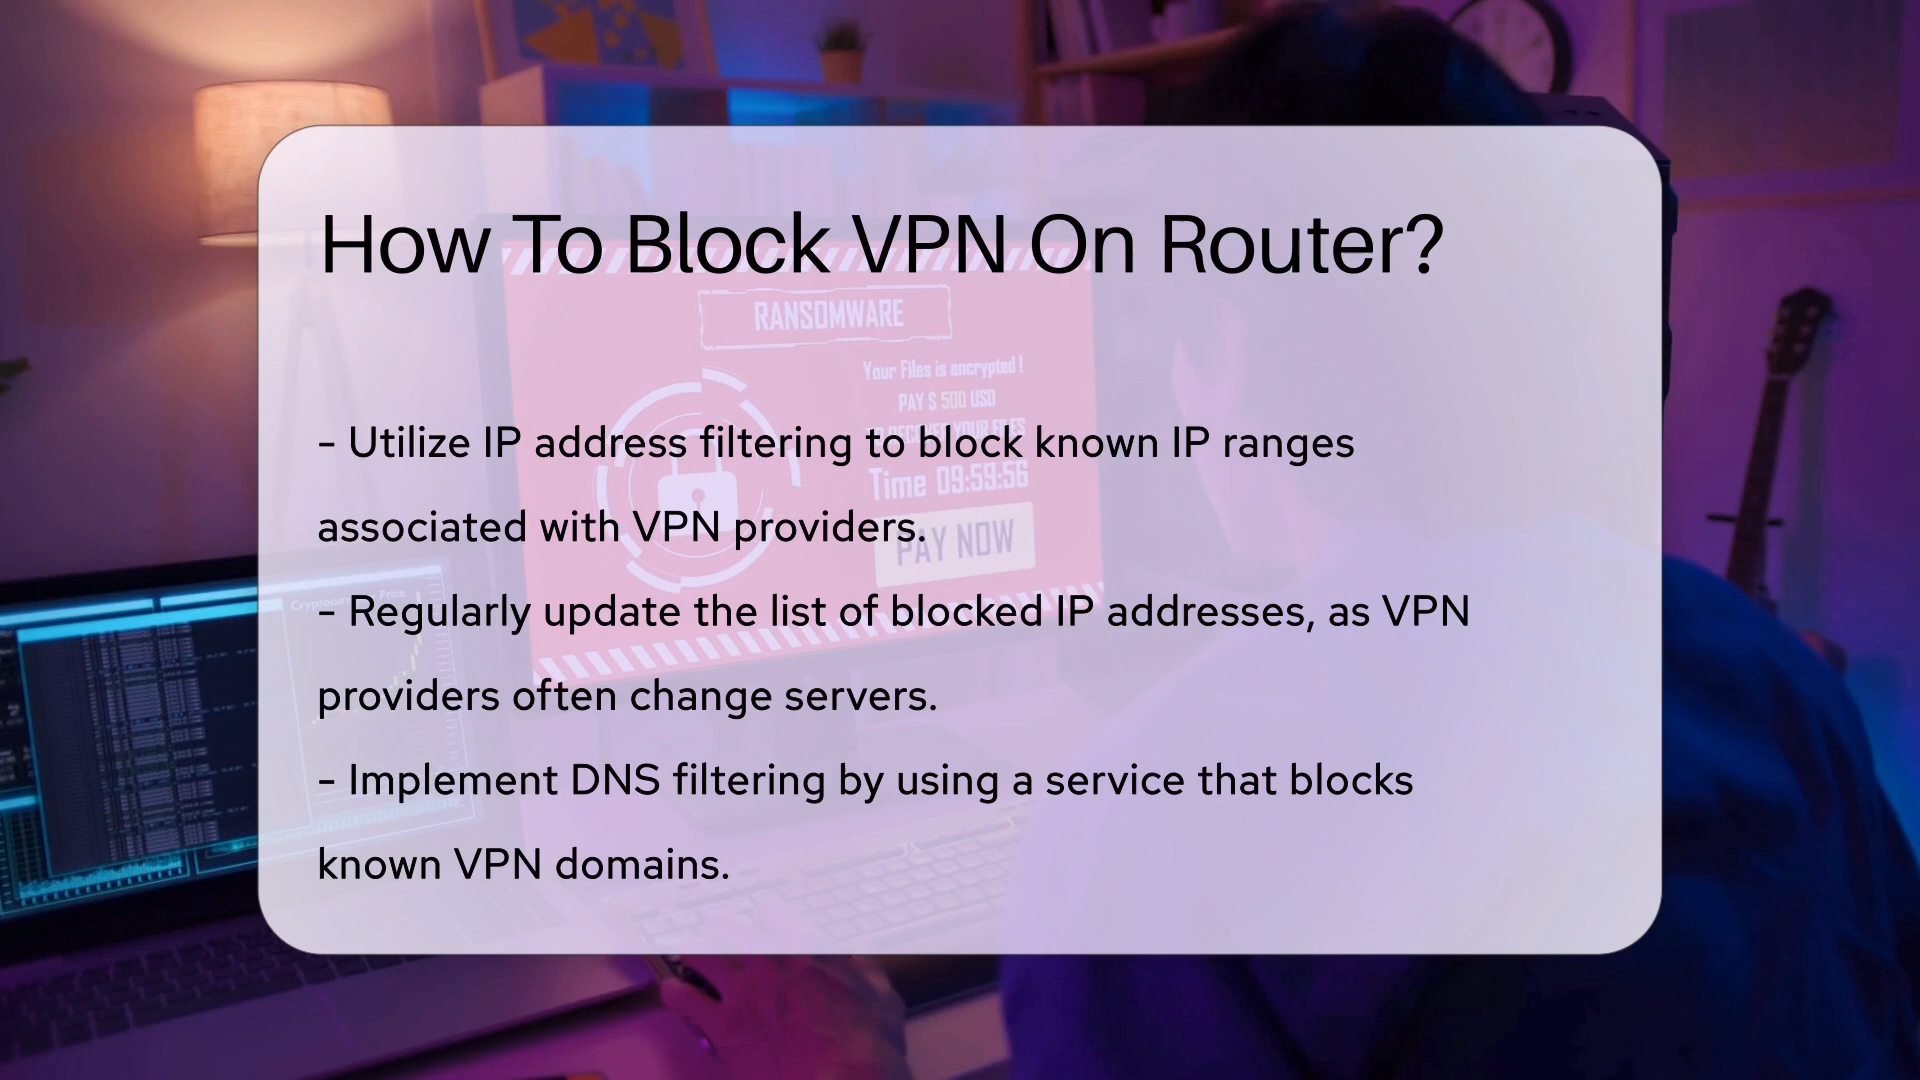 How To Block VPN On Router?
RANSOMWARE
Your Files is encrypted !
PAY $ 500 USD
RECOVER YOUR FILES
- Utilize IP address filtering to block known IP ranges
Time 09:59:56
associated with VPN providers.
PAY NOW
- Regularly update the list of blocked IP addresses, as VPN
providers often change servers.
- Implement DNS filtering by using a service that blocks
known VPN domains.